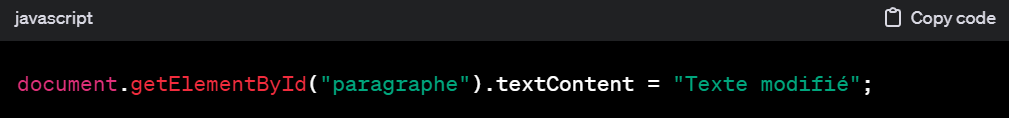 javascript
Copy code
document.getElementById("paragraphe").textContent = "Texte modifié";